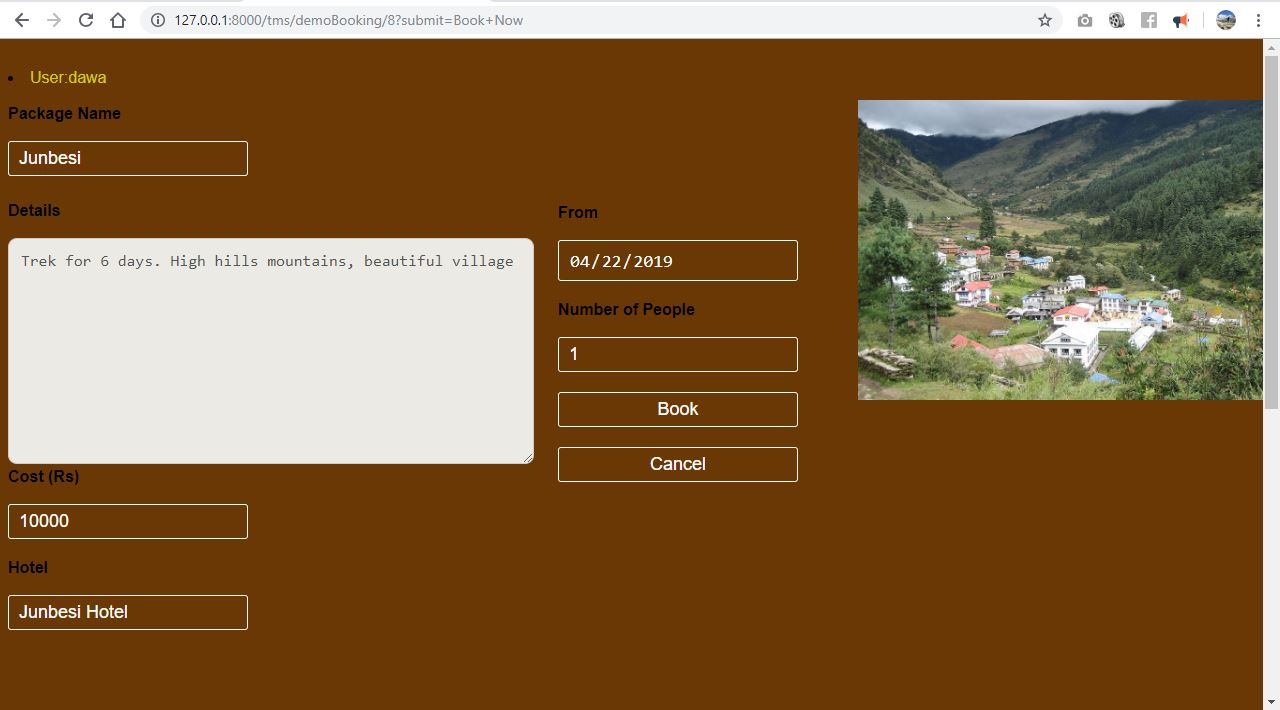 127.0.0.1:8000/tms/demoBooking/8?submit=Book+Now
User:dawa
Package Name
Junbesi
Details
Trek for 6 days. High hills mountains, beautiful village
Cost (Rs)
10000
Hotel
Junbesi Hotel
From
04/22/2019
Number of People
1
Book
Cancel